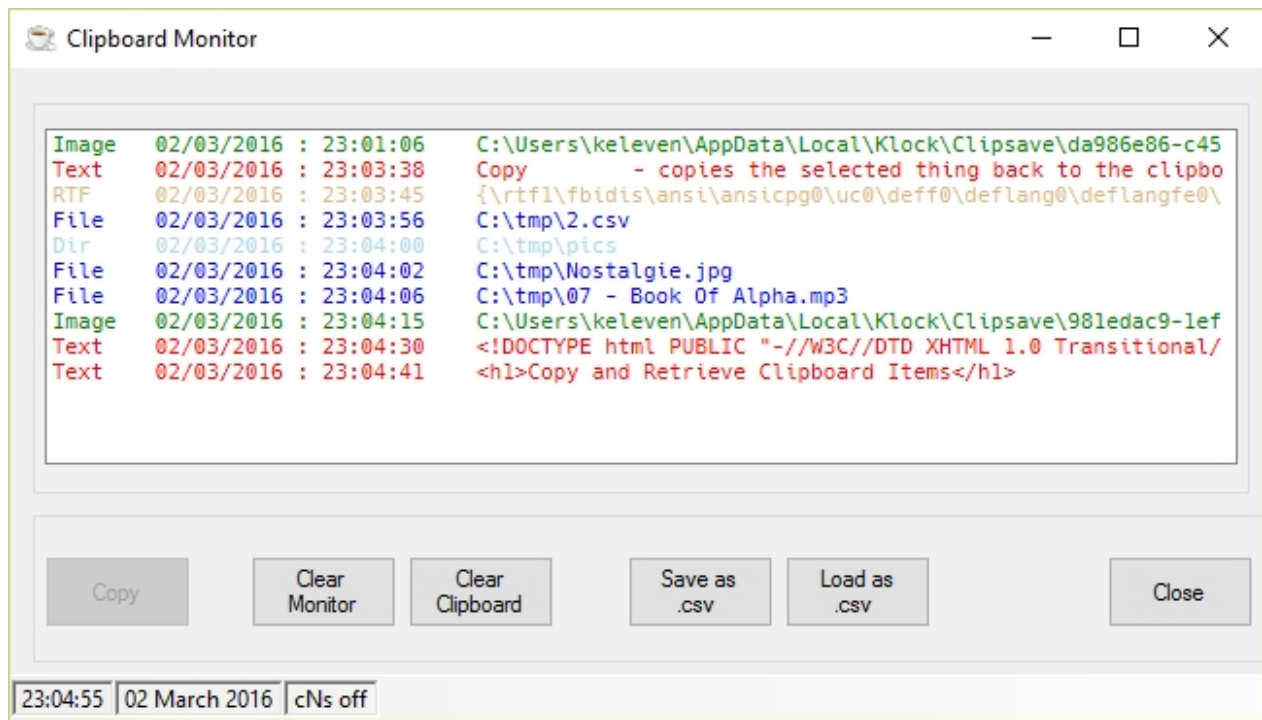 Clipboard Monitor
Image 02/03/2016 : 23:01:06 C:\Users\keleven\AppData\Local\Klock\Clipsave\da986e86-c45
Text 02/03/2016 : 23:03:38 Copy - copies the selected thing back to the clipbo
RTF 02/03/2016 : 23:03:45 {\rtf1\fbidis\ansi\ansicpg0\uc0\deff0\deflang0\deflangfe0\
File 02/03/2016 : 23:03:56 C:\tmp\2.csv
Dir 02/03/2016 : 23:04:00 C:\tmp\pics
File 02/03/2016 : 23:04:02 C:\tmp\Nostalgie.jpg
File 02/03/2016 : 23:04:06 C:\tmp\07 - Book Of Alpha.mp3
Image 02/03/2016 : 23:04:15 C:\Users\keleven\AppData\Local\Klock\Clipsave\981edac9-1ef
Text 02/03/2016 : 23:04:30 <!DOCTYPE html PUBLIC "-//W3C//DTD XHTML 1.0 Transitional/
Text 02/03/2016 : 23:04:41 <h1>Copy and Retrieve Clipboard Items</h1>
Copy
Clear
Monitor
Clear
Clipboard
Save as
.csv
Load as
.csv
Close
23:04:55 02 March 2016 cNs off